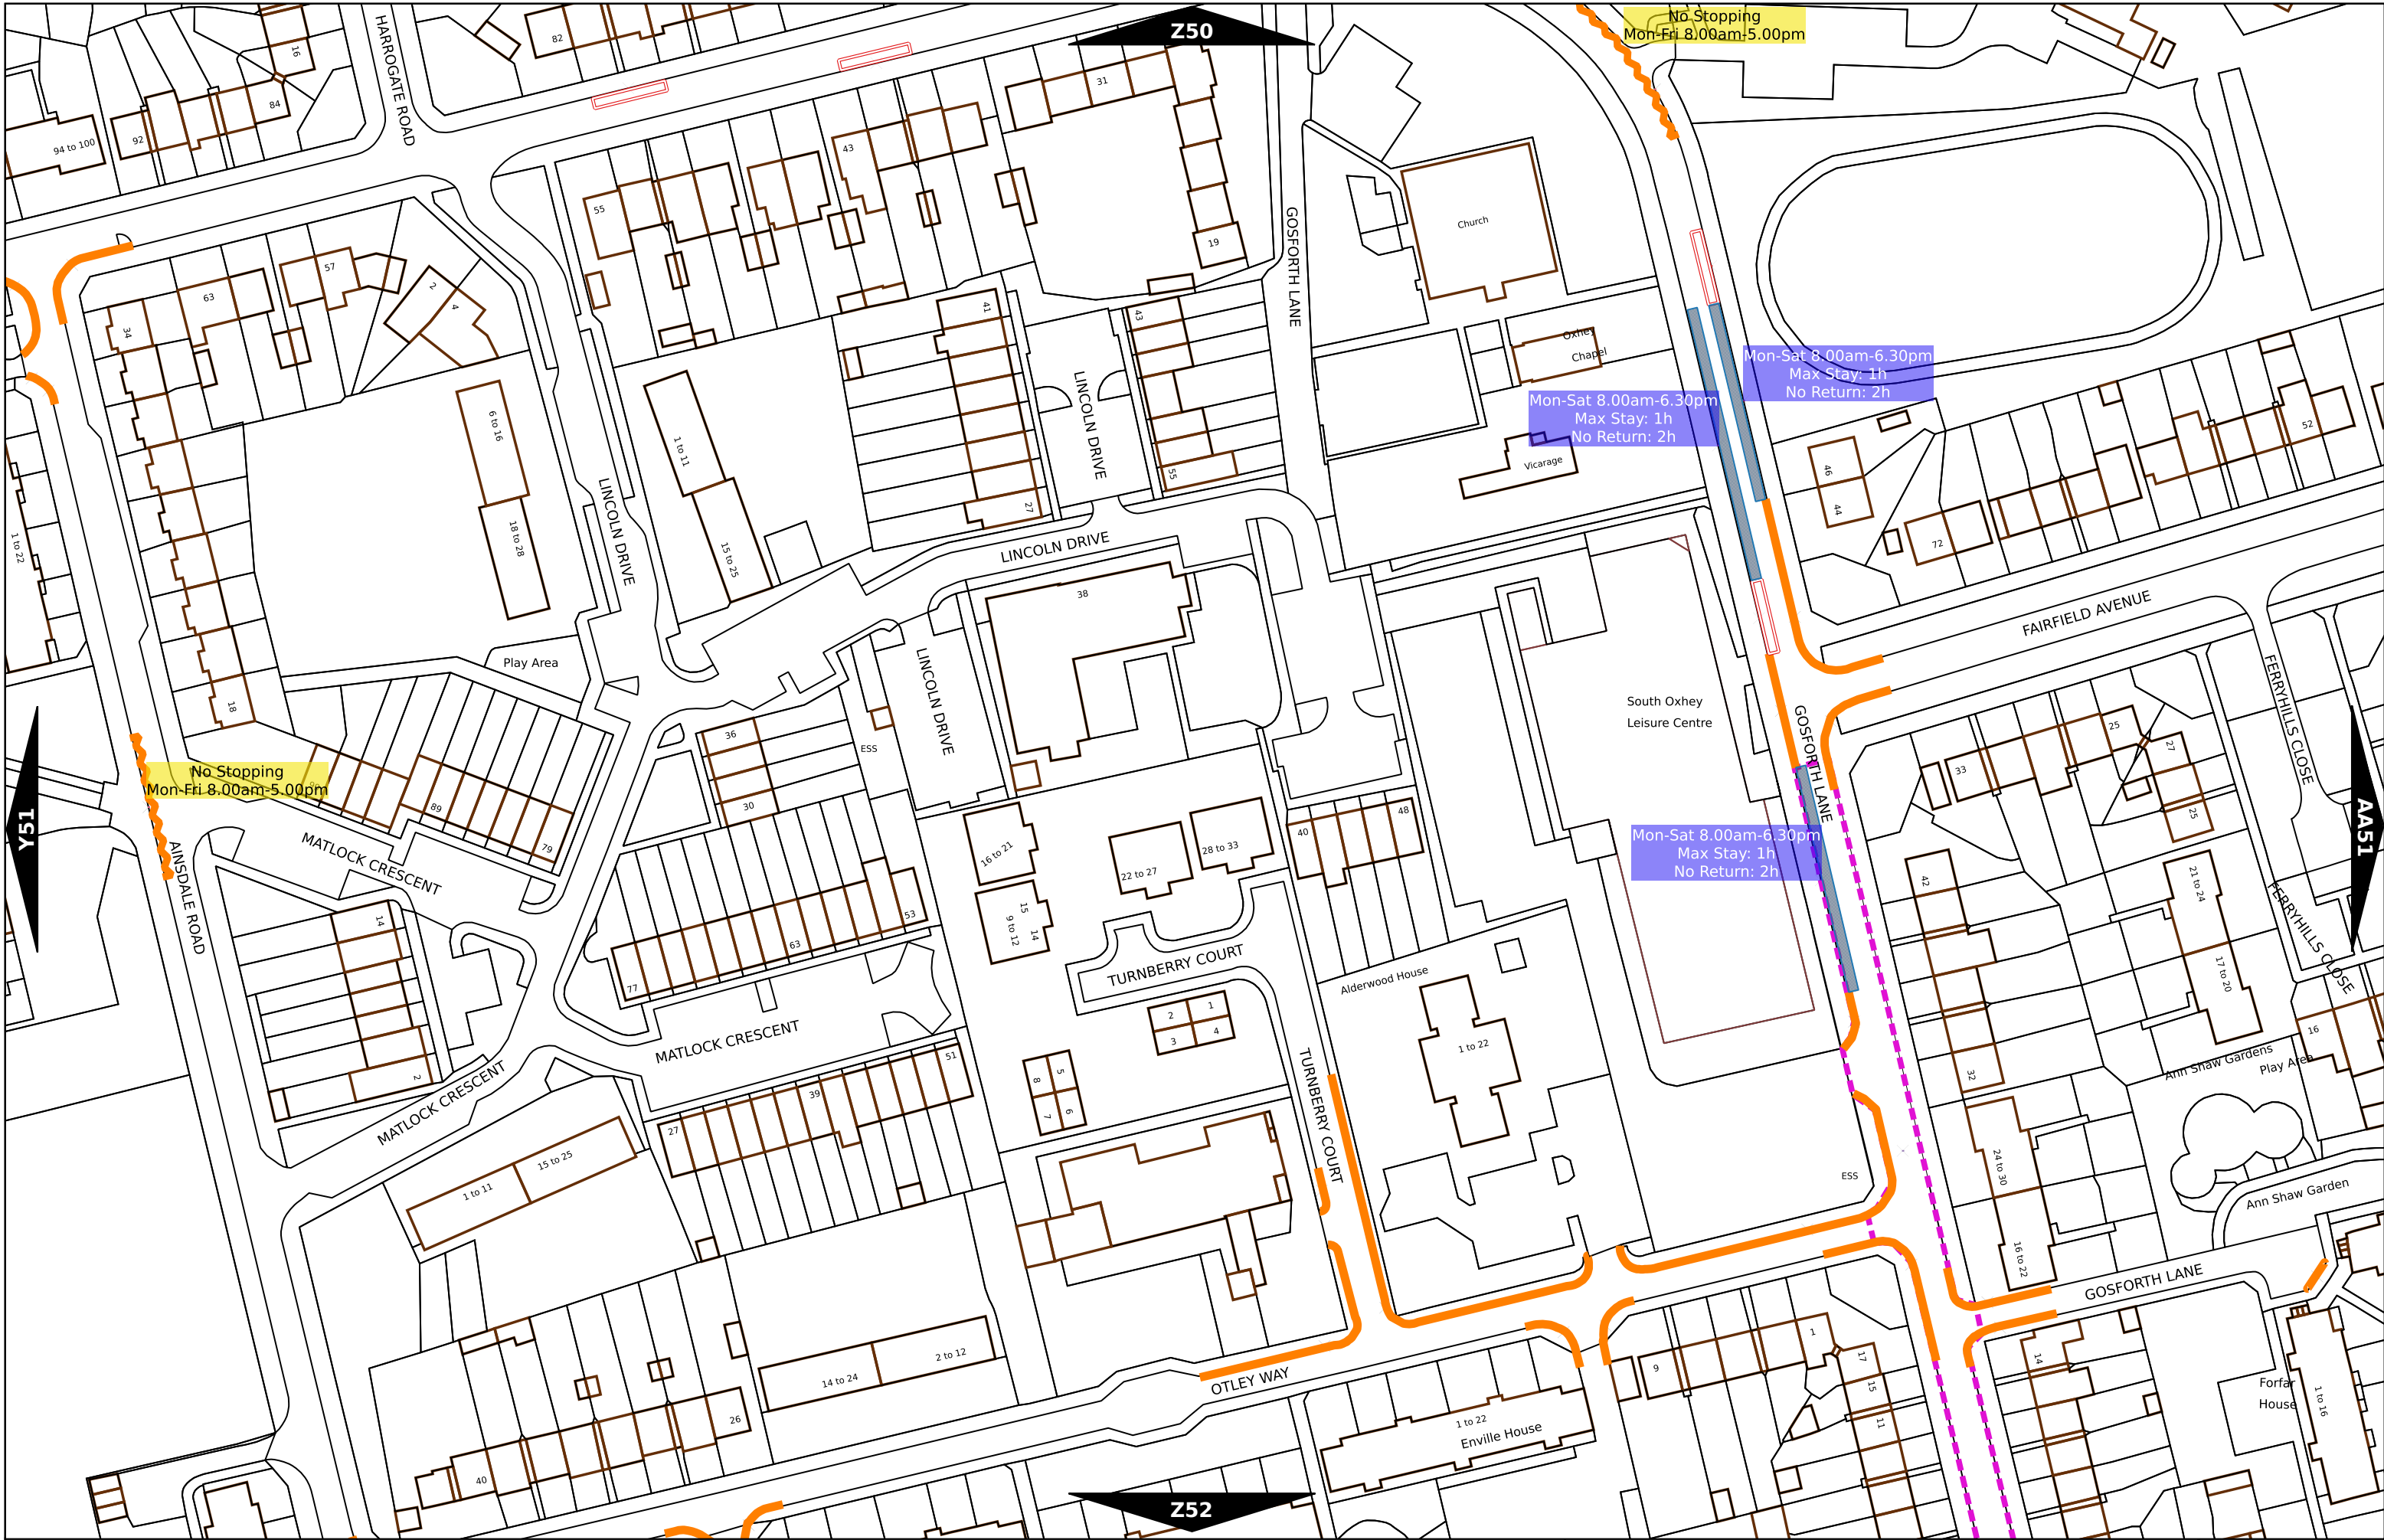 Z50
No Stopping
Mon-Fri 8.00am-5.00pm
HARROGATE ROAD
16
82
84
92
94 to 100
31
43
55
19
GOSFORTH LANE
Church
57
63
2
4
34
41
43
Oxhey
Chapel
Mon-Sat 8.00am-6.30pm
Max Stay: 1h
No Return: 2h
Mon-Sat 8.00am-6.30pm
Max Stay: 1h
No Return: 2h
Vicarage
6 to 16
1 to 11
LINCOLN DRIVE
55
27
46
44
52
72
1 to 22
18 to 28
LINCOLN DRIVE
15 to 25
LINCOLN DRIVE
38
FAIRFIELD AVENUE
Play Area
LINCOLN DRIVE
South Oxhey
Leisure Centre
FERRYHILLS CLOSE
18
36
30
ESS
GOSFORTH LANE
25
27
33
25
Y51
No Stopping
Mon-Fri 8.00am-5.00pm
89
79
MATLOCK CRESCENT
AINSDALE ROAD
16 to 21
22 to 27
28 to 33
40
48
Mon-Sat 8.00am-6.30pm
Max Stay: 1h
No Return: 2h
AA51
42
21 to 24
FERRYHILLS CLOSE
14
53
63
77
15
14
9 to 12
TURNBERRY COURT
Alderwood House
17 to 20
1
2
3
4
MATLOCK CRESCENT
1 to 22
16
Ann Shaw Gardens
Play Area
32
2
MATLOCK CRESCENT
51
39
27
5
8
6
7
TURNBERRY COURT
15 to 25
1 to 11
ESS
24 to 30
Ann Shaw Garden
16 to 22
GOSFORTH LANE
2 to 12
14 to 24
OTLEY WAY
1
9
17
15
11
14
Forfar
House
1 to 16
26
40
1 to 22
Enville House
Z52